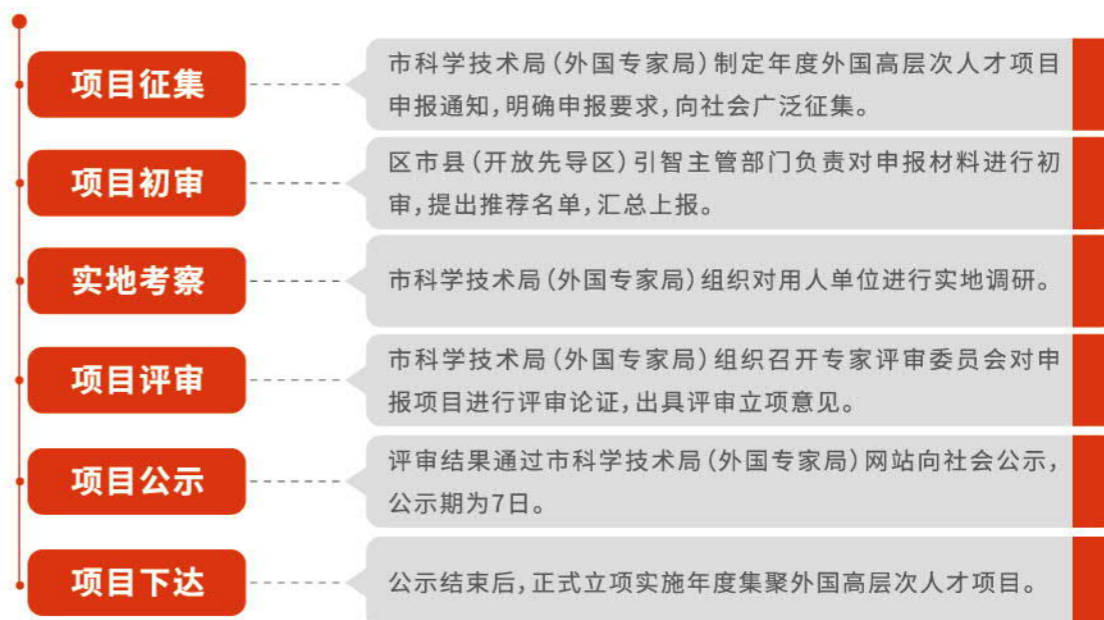 项目征集
市科学技术局(外国专家局)制定年度外国高层次人才项目
申报通知,明确申报要求,向社会广泛征集。
项目初审
区市县(开放先导区)引智主管部门负责对申报材料进行初
审,提出推荐名单,汇总上报。
实地考察
市科学技术局(外国专家局)组织对用人单位进行实地调研。
项目评审
市科学技术局(外国专家局)组织召开专家评审委员会对申
报项目进行评审论证,出具评审立项意见。
项目公示
评审结果通过市科学技术局(外国专家局)网站向社会公示,
公示期为7日。
项目下达
公示结束后,正式立项实施年度集聚外国高层次人才项目。